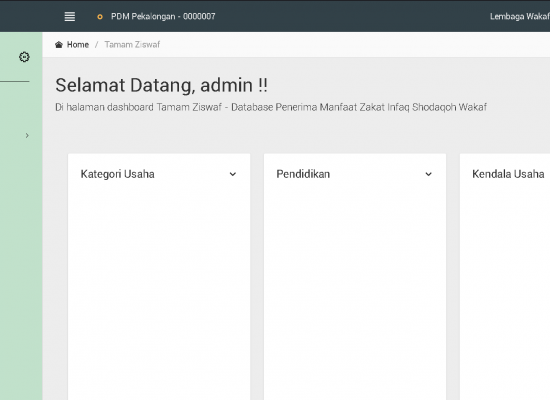 PDM Pekalongan - 0000007
Lembaga Wakaf
Home / Tamam Ziswaf
Selamat Datang, admin !!
Di halaman dashboard Tamam Ziswaf - Database Penerima Manfaat Zakat Infaq Shodaqoh Wakaf
Kategori Usaha
Pendidikan
Kendala Usaha